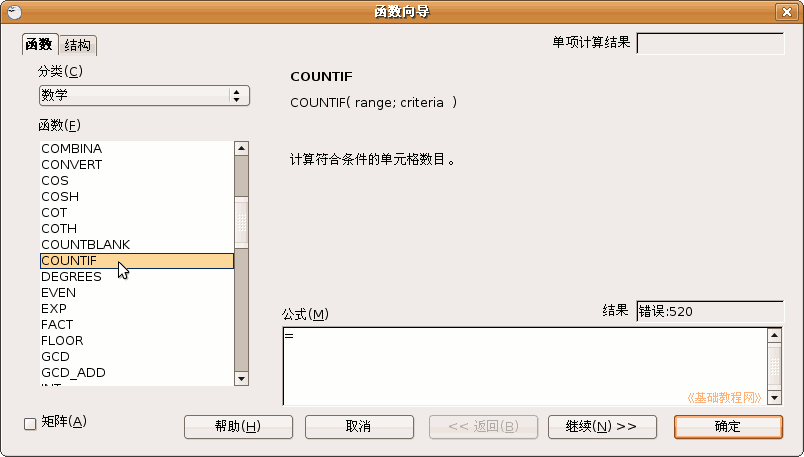 函数向导
函数 结构
单项计算结果
分类(C)
数学
函数(F)
COMBINA
CONVERT
COS
COSH
COT
COTH
COUNTBLANK
COUNTIF
DEGREES
EVEN
EXP
FACT
FLOOR
GCD
GCD_ADD
COUNTIF
COUNTIF( range; criteria )
计算符合条件的单元格数目。
公式(M)
结果 错误:520
=
《基础教程网》
矩阵(A)
帮助(H) 取消 << 返回(B) 继续(N) >> 确定